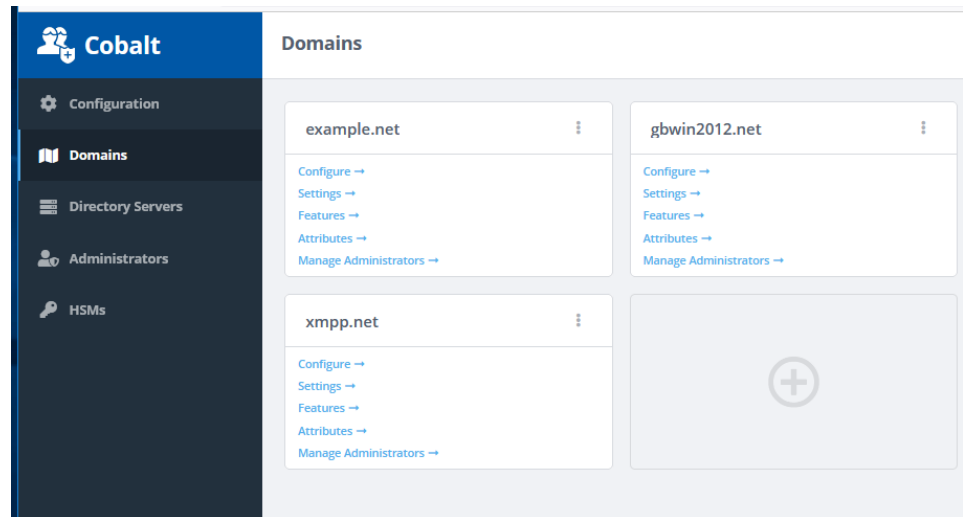 Cobalt
Domains
Configuration
Domains
Directory Servers
Administrators
HSMs
example.net
Configure →
Settings →
Features →
Attributes →
Manage Administrators →
gbwin2012.net
Configure →
Settings →
Features →
Attributes →
Manage Administrators →
xmpp.net
Configure →
Settings →
Features →
Attributes →
Manage Administrators →